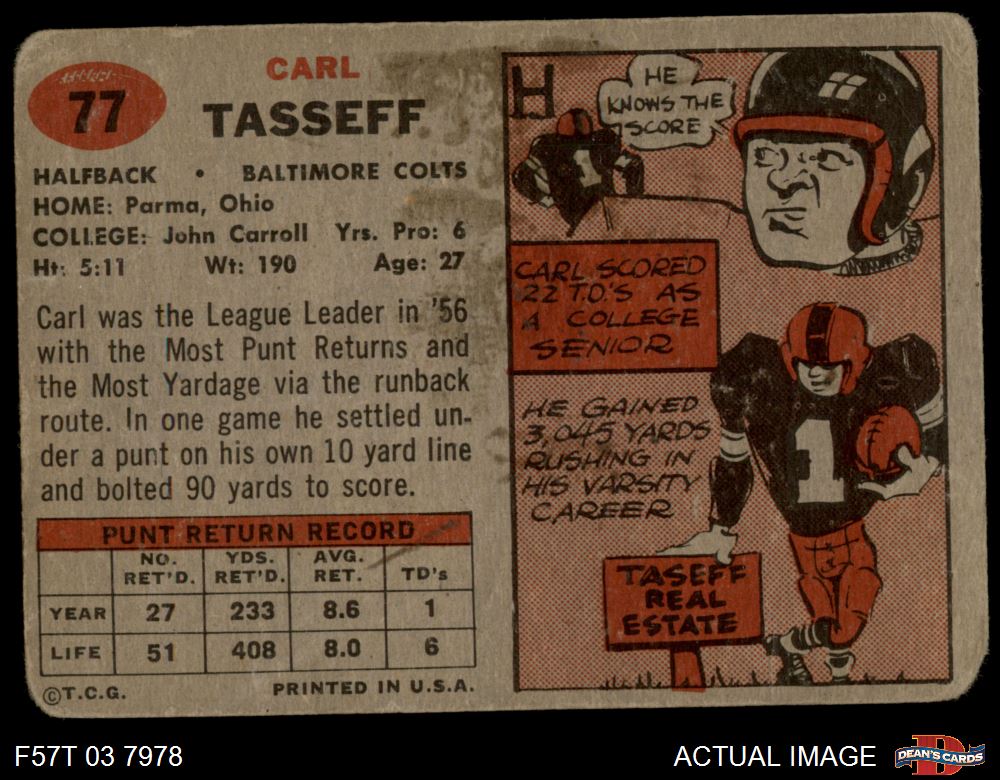 77
CARL
TASSEFF
HALFBACK • BALTIMORE COLTS
HOME: Parma, Ohio
COLLEGE: John Carroll Yrs. Pro: 6
Ht: 5:11 Wt: 190 Age: 27
Carl was the League Leader in '56
with the Most Punt Returns and
the Most Yardage via the runback
route. In one game he settled un-
der a punt on his own 10 yard line
and bolted 90 yards to score.
PUNT RETURN RECORD
NO. RET'D. YDS. RET'D. AVG. RET. TD's
YEAR 27 233 8.6 1
LIFE 51 408 8.0 6
©T.C.G. PRINTED IN U.S.A.
H
HE
KNOWS THE
SCORE
1
CARL SCORED
22 T.D.'S AS
A COLLEGE
SENIOR
HE GAINED
3,045 YARDS
RUSHING IN
HIS VARSITY
CAREER
1
TASEFF
REAL
ESTATE
F57T 03 7978
ACTUAL IMAGE
D
DEAN'S CARDS